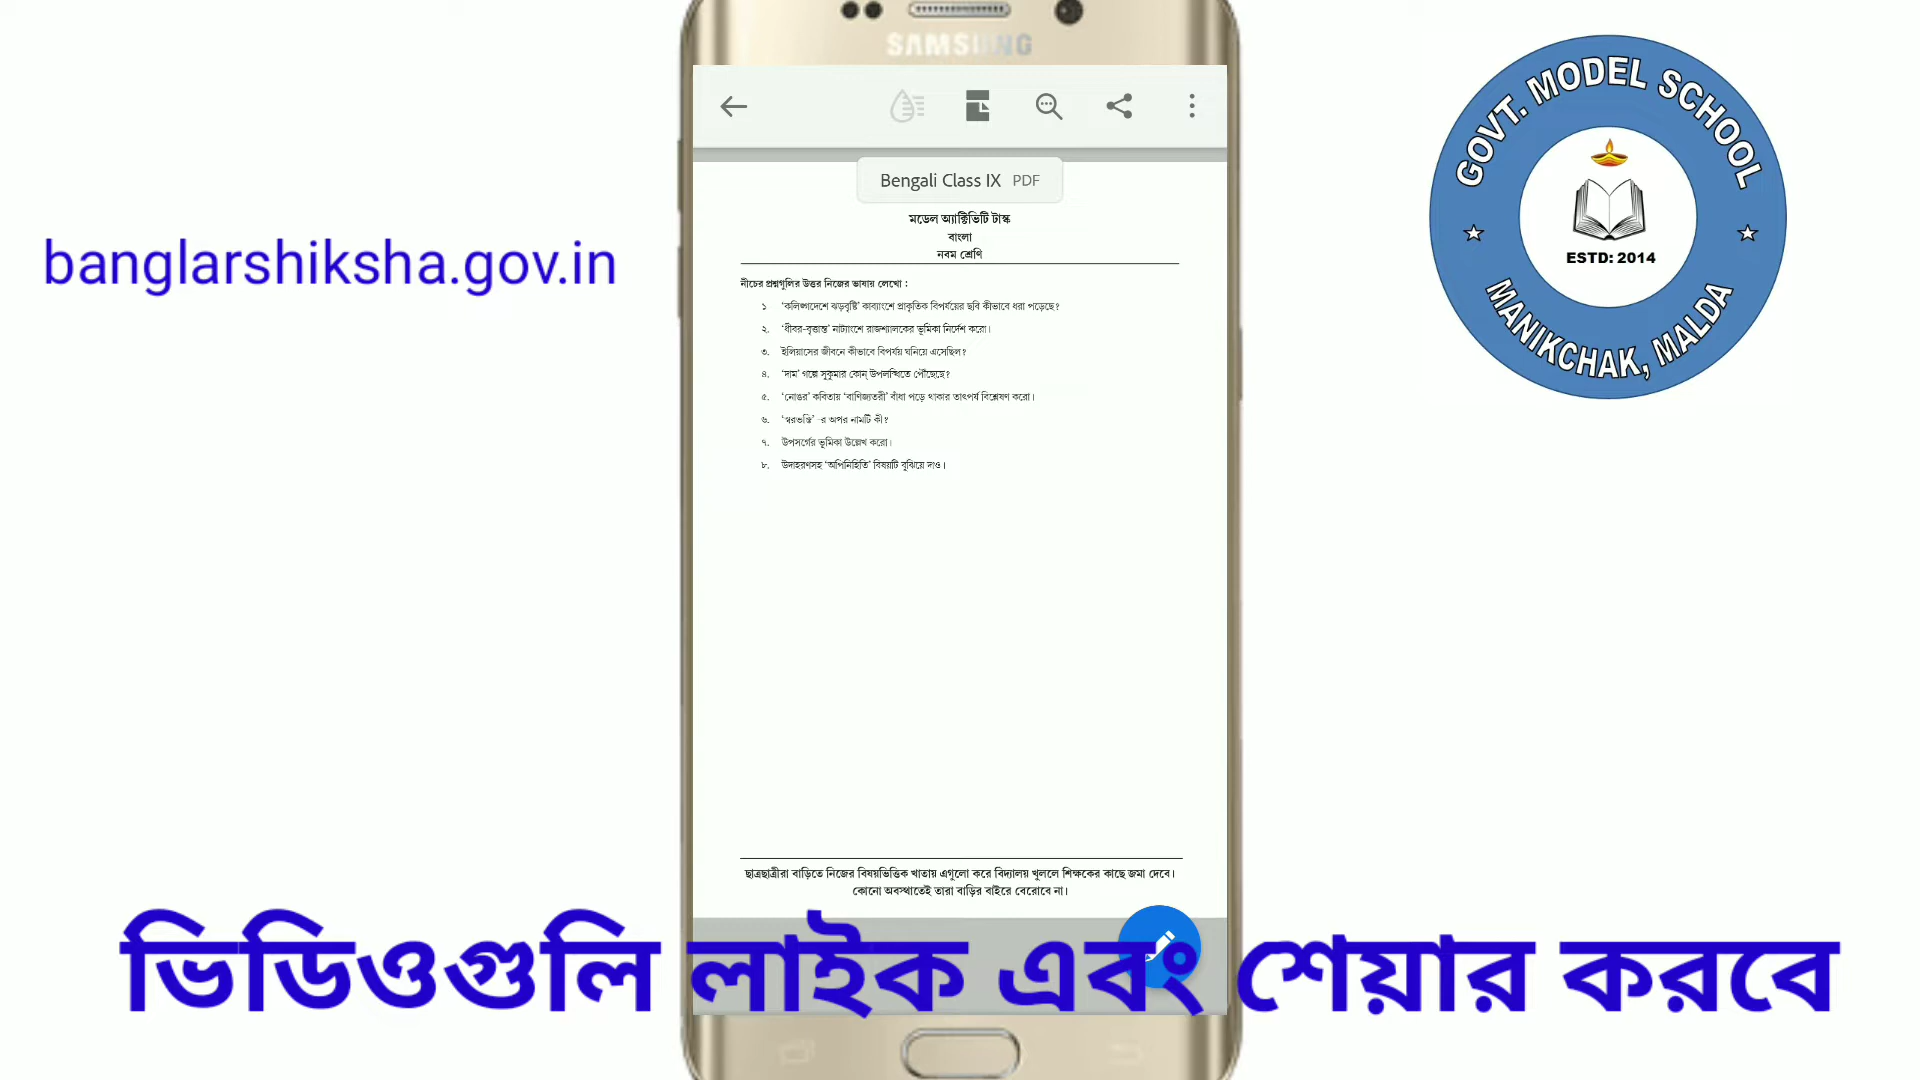 SAMSUNG
Bengali Class IX PDF
মডেল অ্যাক্টিভিটি টাস্ক
বাংলা
নবম শ্রেণি
নীচের প্রশ্নগুলির উত্তর নিজের ভাষায় লেখো :
১ ‘কলিঙ্গদেশে ঝড়বৃষ্টি’ কাব্যাংশে প্রাকৃতিক বিপর্যয়ের ছবি কীভাবে ধরা পড়েছে?
২. ‘ধীবর-বৃত্তান্ত’ নাট্যাংশে রাজশ্যালকের ভূমিকা নির্দেশ করো।
৩. ইলিয়াসের জীবনে কীভাবে বিপর্যয় ঘনিয়ে এসেছিল?
৪. ‘দাম’ গল্পে সুকুমার কোন্ উপলব্ধিতে পৌঁছেছে?
৫. ‘নোঙর’ কবিতায় ‘বাণিজ্যতরী’ বাঁধা পড়ে থাকার তাৎপর্য বিশ্লেষণ করো।
৬. ‘স্বরভক্তি’ -র অপর নামটি কী?
৭. উপসর্গের ভূমিকা উল্লেখ করো।
৮. উদাহরণসহ ‘অপিনিহিতি’ বিষয়টি বুঝিয়ে দাও।
ছাত্রছাত্রীরা বাড়িতে নিজের বিষয়ভিত্তিক খাতায় এগুলো করে বিদ্যালয় খুললে শিক্ষকের কাছে জমা দেবে।
কোনো অবস্থাতেই তারা বাড়ির বাইরে বেরোবে না।
banglarshiksha.gov.in
GOVT. MODEL SCHOOL
ESTD: 2014
MANIKCHAK, MALDA
ভিডিওগুলি লাইক এবং শেয়ার করবে